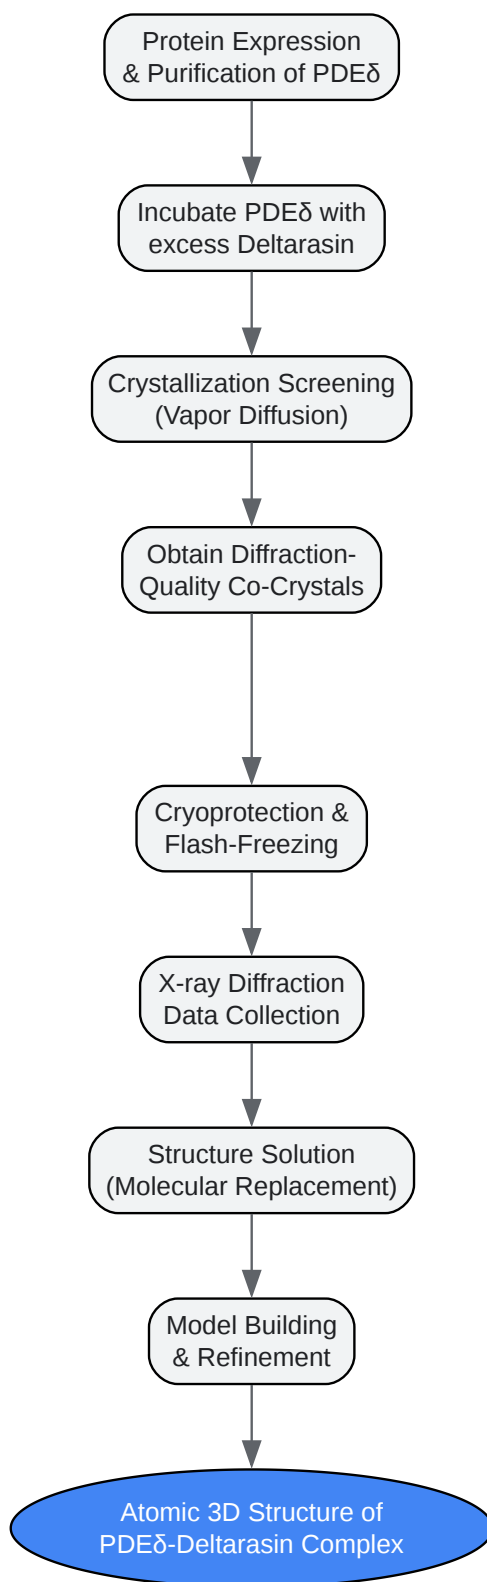 Protein Expression
& Purification of PDEδ
Incubate PDEδ with
excess Deltarasin
Crystallization Screening
(Vapor Diffusion)
Obtain Diffraction-
Quality Co-Crystals
Cryoprotection &
Flash-Freezing
X-ray Diffraction
Data Collection
Structure Solution
(Molecular Replacement)
Model Building
& Refinement
Atomic 3D Structure of
PDEδ-Deltarasin Complex